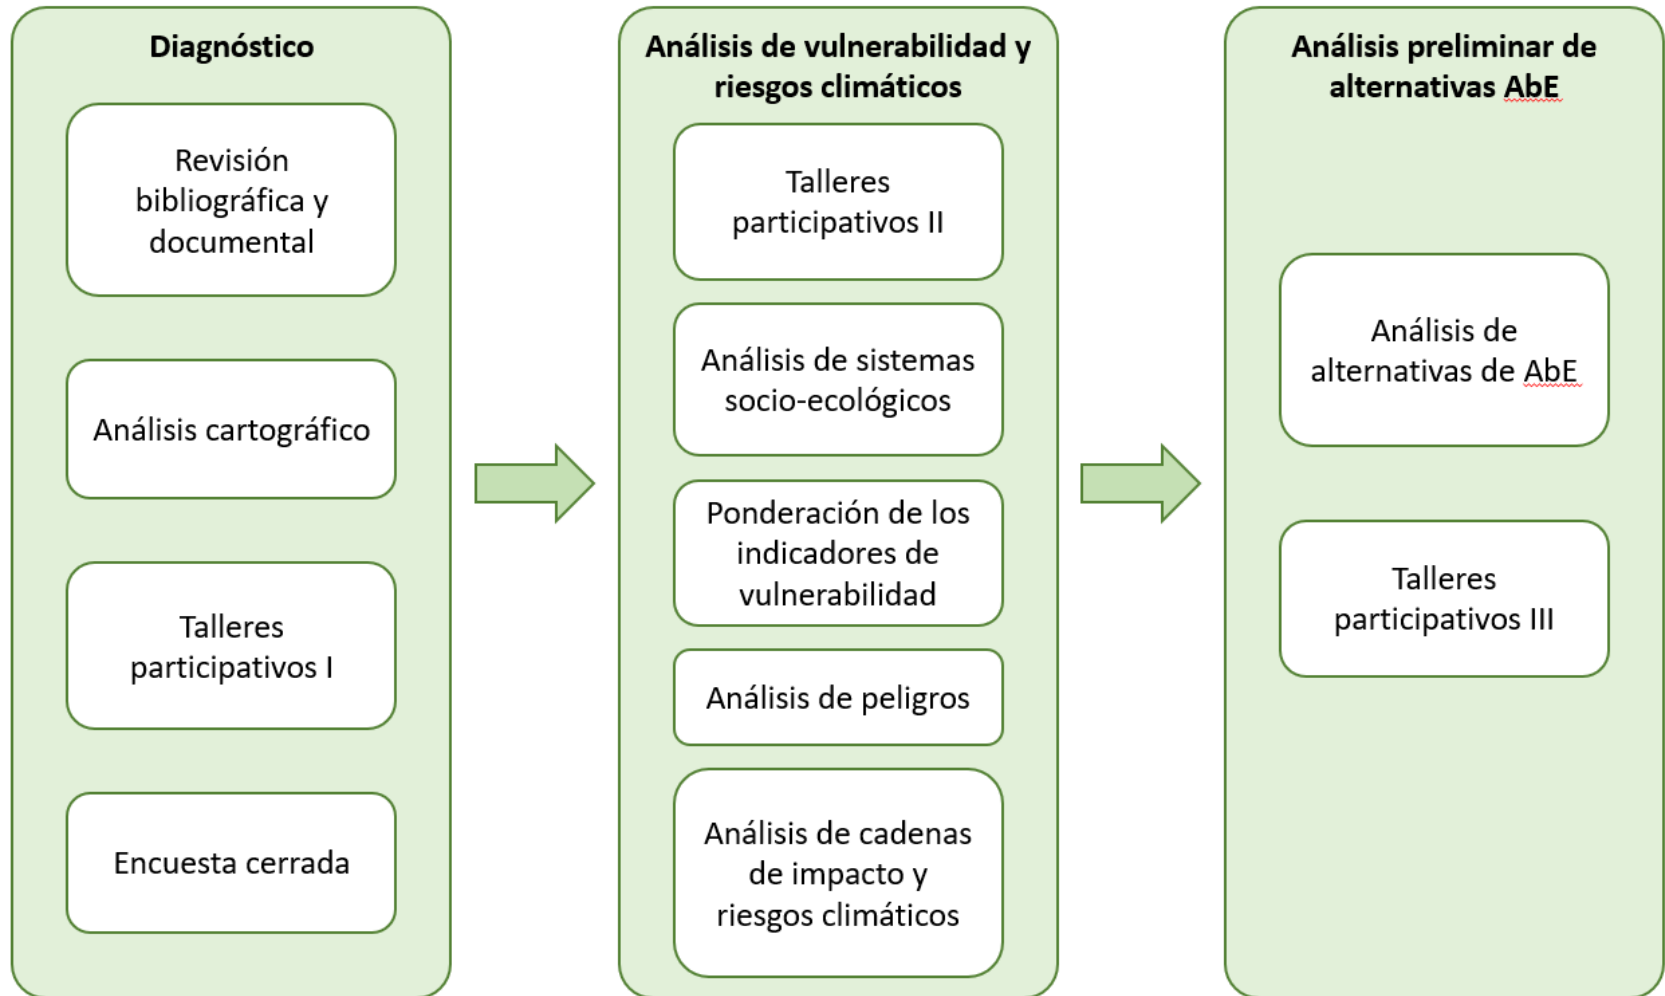 Diagnóstico
Revisión
bibliográfica y
documental
Análisis cartográfico
Talleres
participativos I
Encuesta cerrada
Análisis de vulnerabilidad y
riesgos climáticos
Talleres
participativos II
Análisis de sistemas
socio-ecológicos
Ponderación de los
indicadores de
vulnerabilidad
Análisis de peligros
Análisis de cadenas
de impacto y
riesgos climáticos
Análisis preliminar de
alternativas AbE
Análisis de
alternativas de AbE
Talleres
participativos III